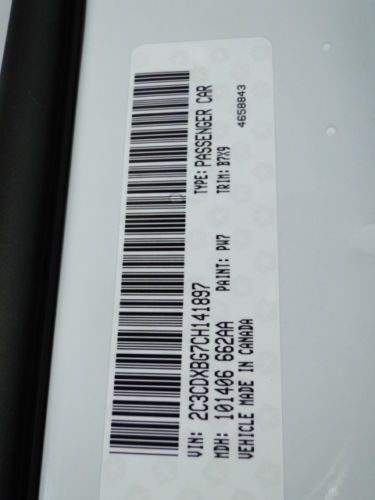 VIN: 2C3CDXBG7CH141897 TYPE: PASSENGER CAR
MDH: 101406 662AA PAINT: PW7 TRIM: B7X9
VEHICLE MADE IN CANADA 4658843